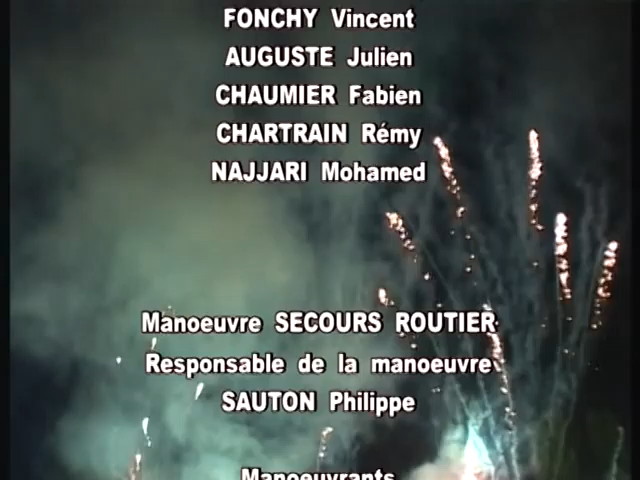 FONCHY Vincent
AUGUSTE Julien
CHAUMIER Fabien
CHARTRAIN Rémy
NAJJARI Mohamed
Manoeuvre SECOURS ROUTIER
Responsable de la manoeuvre
SAUTON Philippe
Manoeuvrants